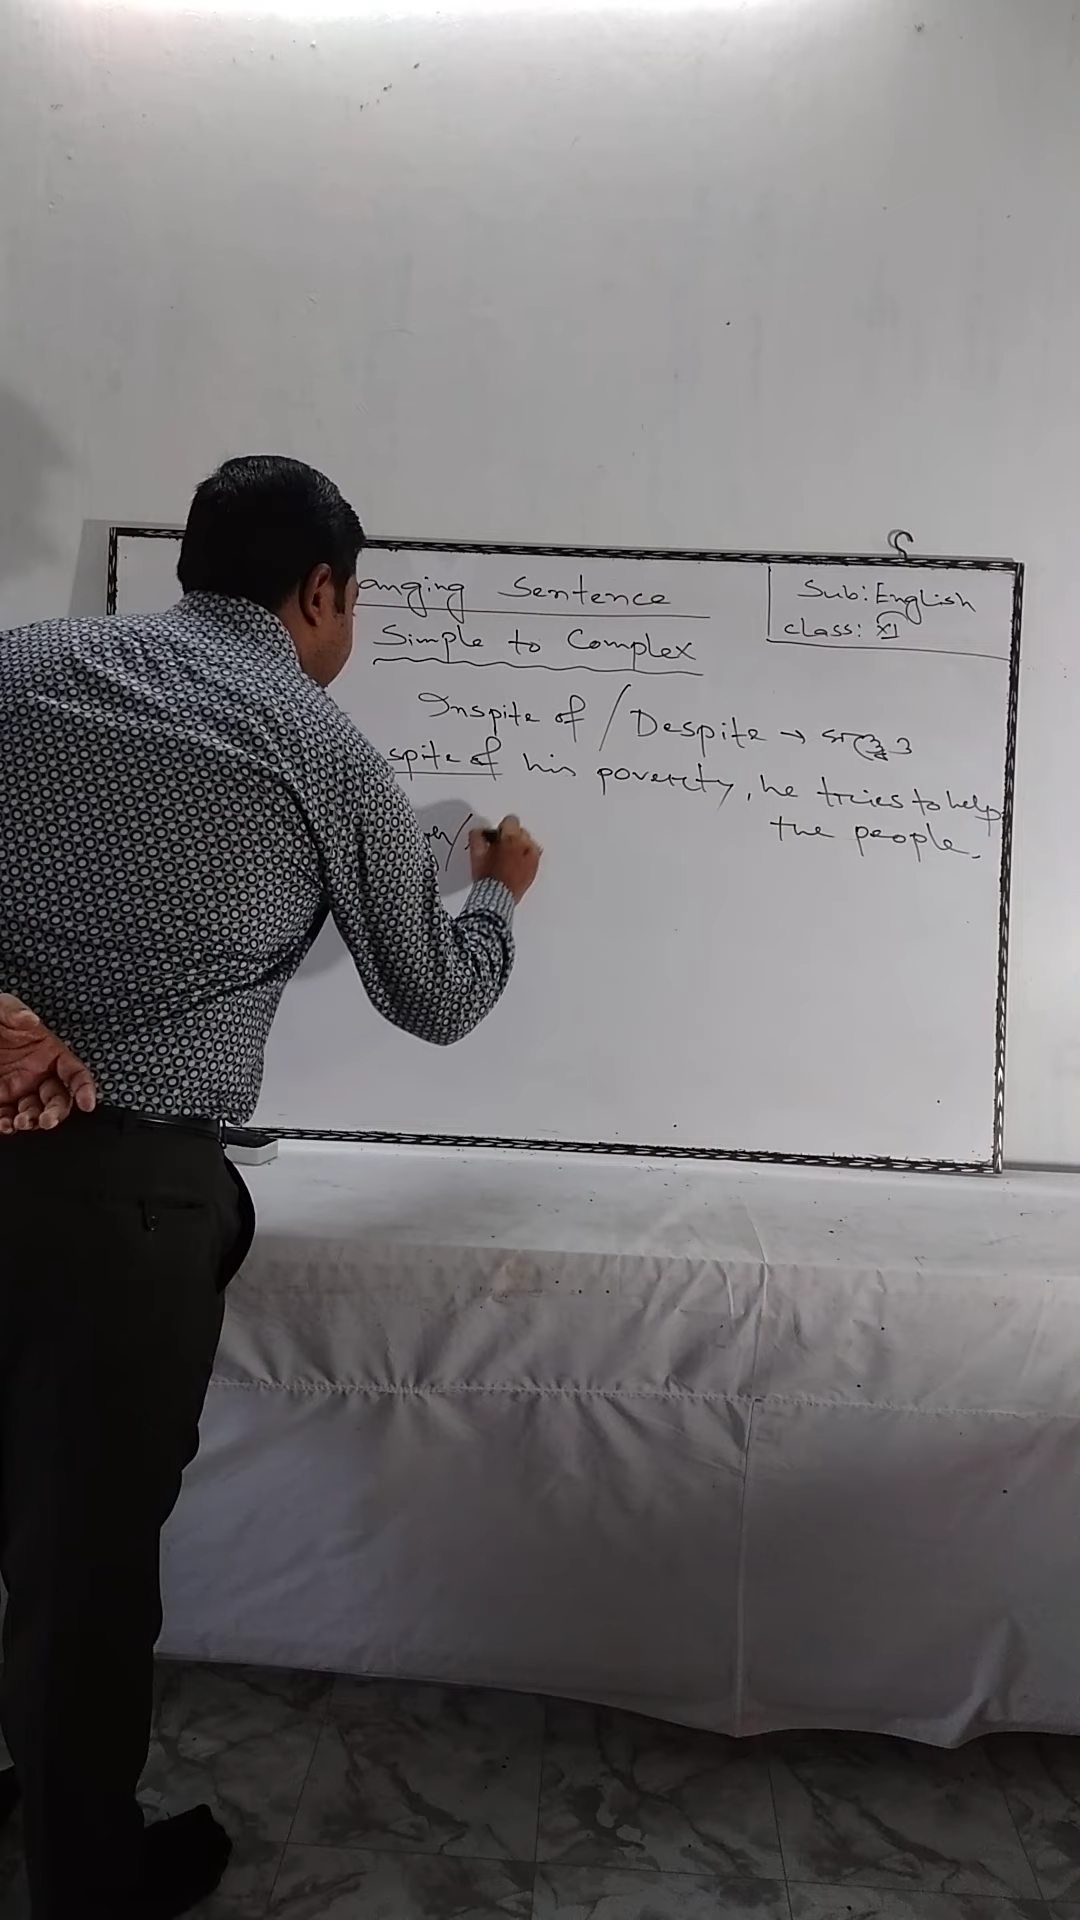 anging Sentence
Sub: English
Class: XI
Simple to Complex
Inspite of / Despite → সত্ত্বেও
spite of his poverty, he tries to help
the people.